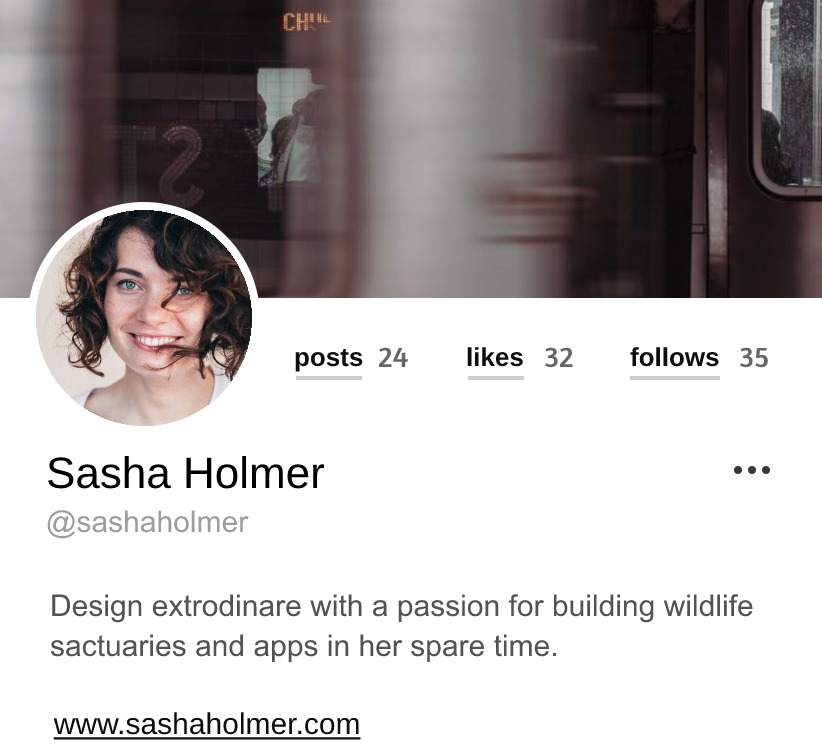 posts 24 likes 32 follows 35
Sasha Holmer
@sashaholmer
Design extrodinare with a passion for building wildlife
sactuaries and apps in her spare time.
www.sashaholmer.com